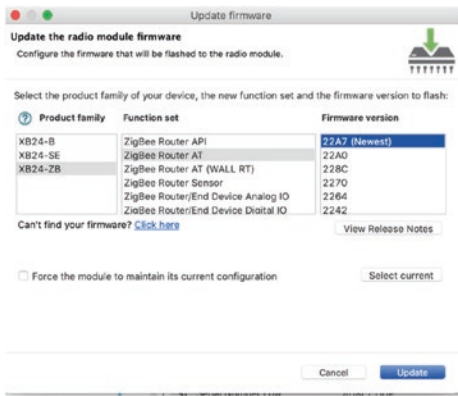 Update firmware
Update the radio module firmware
Configure the firmware that will be flashed to the radio module.
Select the product family of your device, the new function set and the firmware version to flash:
Product family Function set Firmware version
XB24-B ZigBee Router API 22A7 (Newest)
XB24-SE ZigBee Router AT 22A0
XB24-ZB ZigBee Router AT (WALL RT) 228C
ZigBee Router Sensor 2270
ZigBee Router/End Device Analog IO 2264
ZigBee Router/End Device Digital IO 2242
Can't find your firmware? Click here View Release Notes
Force the module to maintain its current configuration Select current
Cancel Update